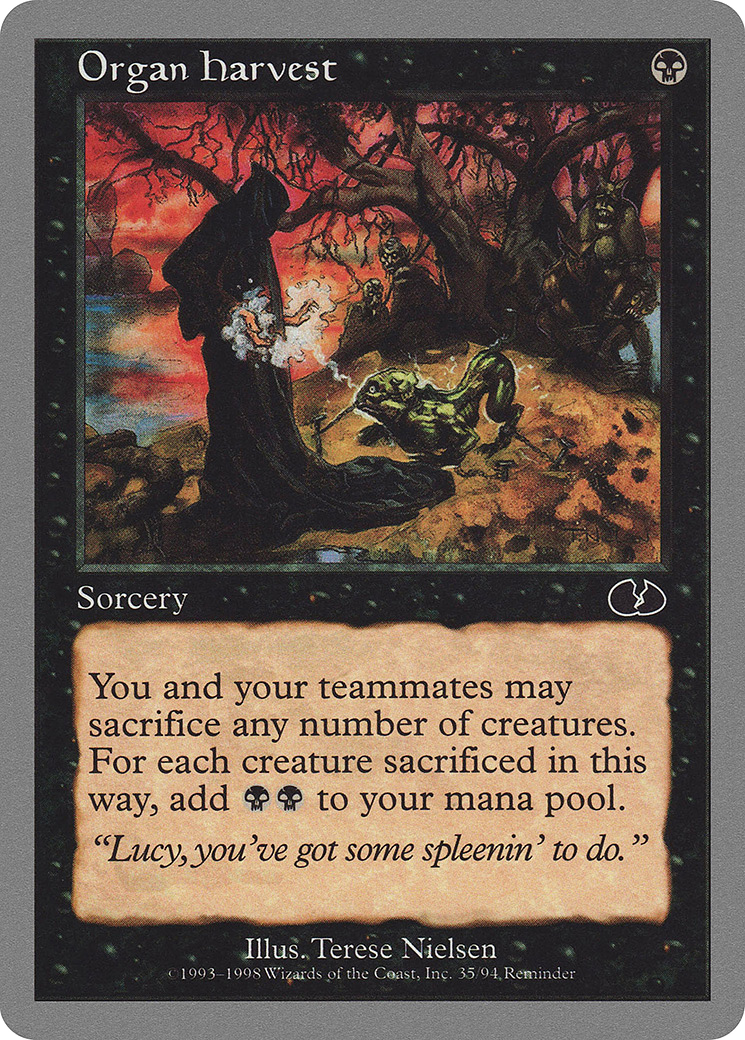 Organ harvest
Sorcery
You and your teammates may
sacrifice any number of creatures.
For each creature sacrificed in this
way, add to your mana pool.
“Lucy, you’ve got some spleenin’ to do.”
Illus. Terese Nielsen
©1993–1998 Wizards of the Coast, Inc. 35/94 Reminder